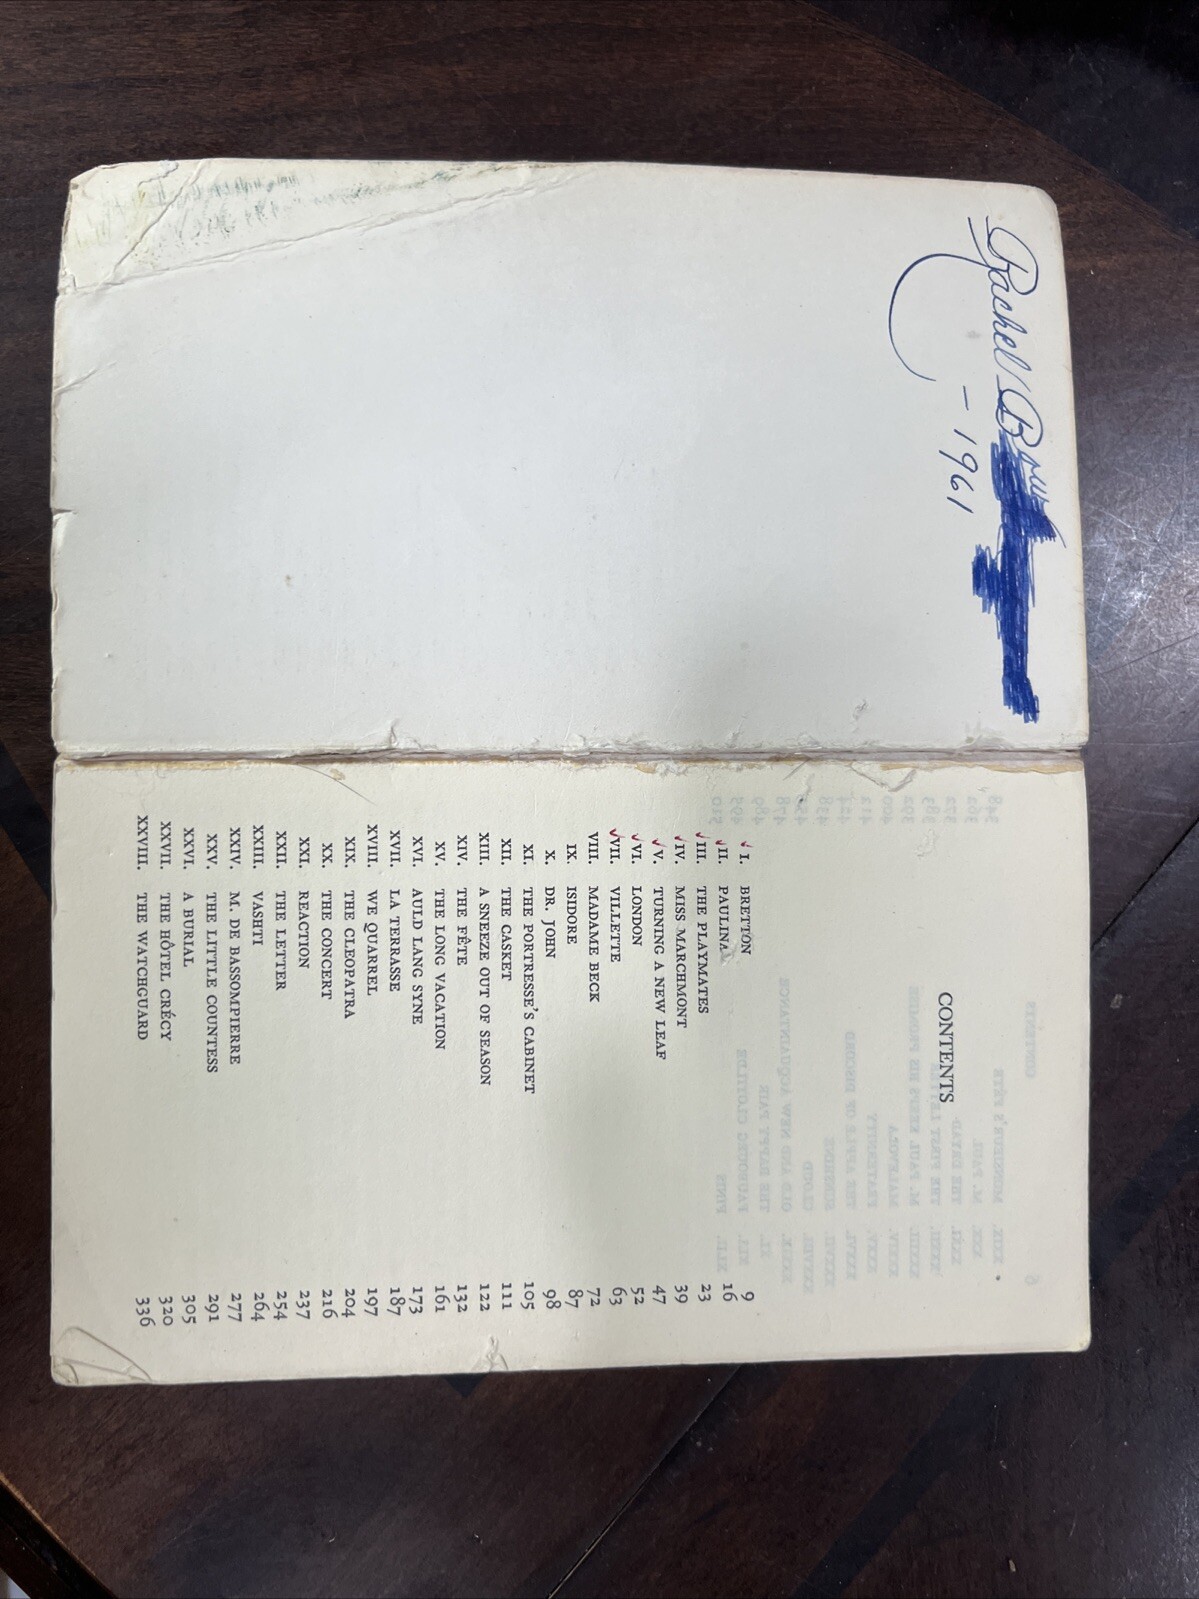 Rachel Bow
- 1961
CONTENTS
I. BRETTON 9
II. PAULINA 16
III. THE PLAYMATES 23
IV. MISS MARCHMONT 39
V. TURNING A NEW LEAF 47
VI. LONDON 52
VII. VILLETTE 63
VIII. MADAME BECK 72
IX. ISIDORE 87
X. DR. JOHN 98
XI. THE PORTRESSE'S CABINET 105
XII. THE CASKET 111
XIII. A SNEEZE OUT OF SEASON 122
XIV. THE FÊTE 132
XV. THE LONG VACATION 161
XVI. AULD LANG SYNE 173
XVII. LA TERRASSE 187
XVIII. WE QUARREL 197
XIX. THE CLEOPATRA 204
XX. THE CONCERT 216
XXI. REACTION 237
XXII. THE LETTER 254
XXIII. VASHTI 264
XXIV. M. DE BASSOMPIERRE 277
XXV. THE LITTLE COUNTESS 291
XXVI. A BURIAL 305
XXVII. THE HÔTEL CRÉCY 320
XXVIII. THE WATCHGUARD 336